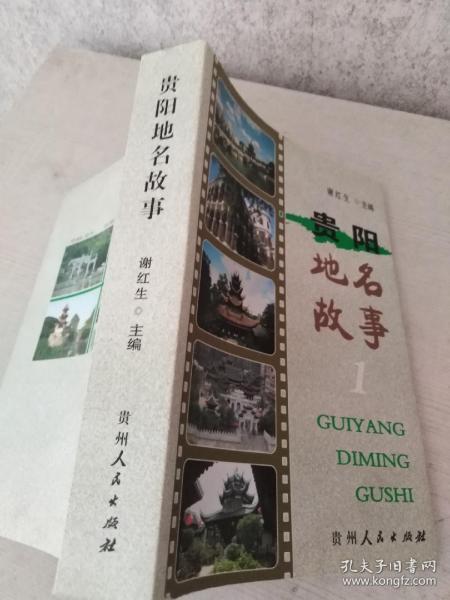 贵阳地名故事
谢红生◎主编
贵州人民出版社
谢红生◎主编
贵阳
地名
故事
1
GUIYANG
DIMING
GUSHI
贵州人民出版社
孔夫子旧书网
www.kongfz.com